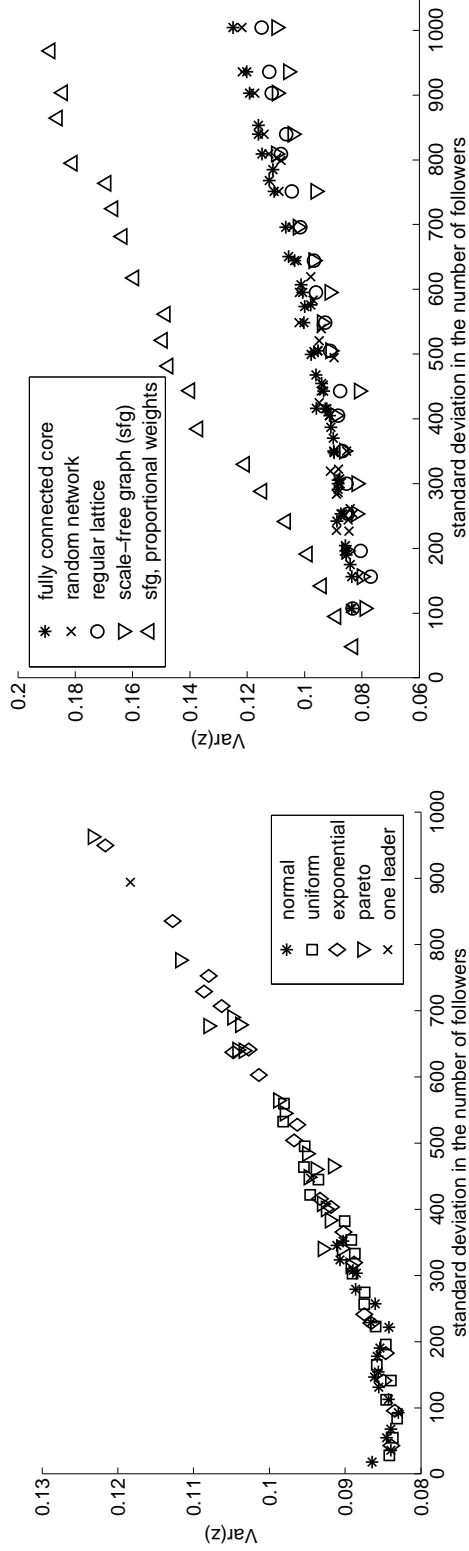 0.13
0.12
0.11
0.1
0.09
0.08
Var(z)
0 100 200 300 400 500 600 700 800 900 1000
standard deviation in the number of followers
normal
uniform
exponential
pareto
one leader
0.2
0.18
0.16
0.14
0.12
0.1
0.08
0.06
Var(z)
0 100 200 300 400 500 600 700 800 900 1000
standard deviation in the number of followers
fully connected core
random network
regular lattice
scale−free graph (sfg)
sfg, proportional weights